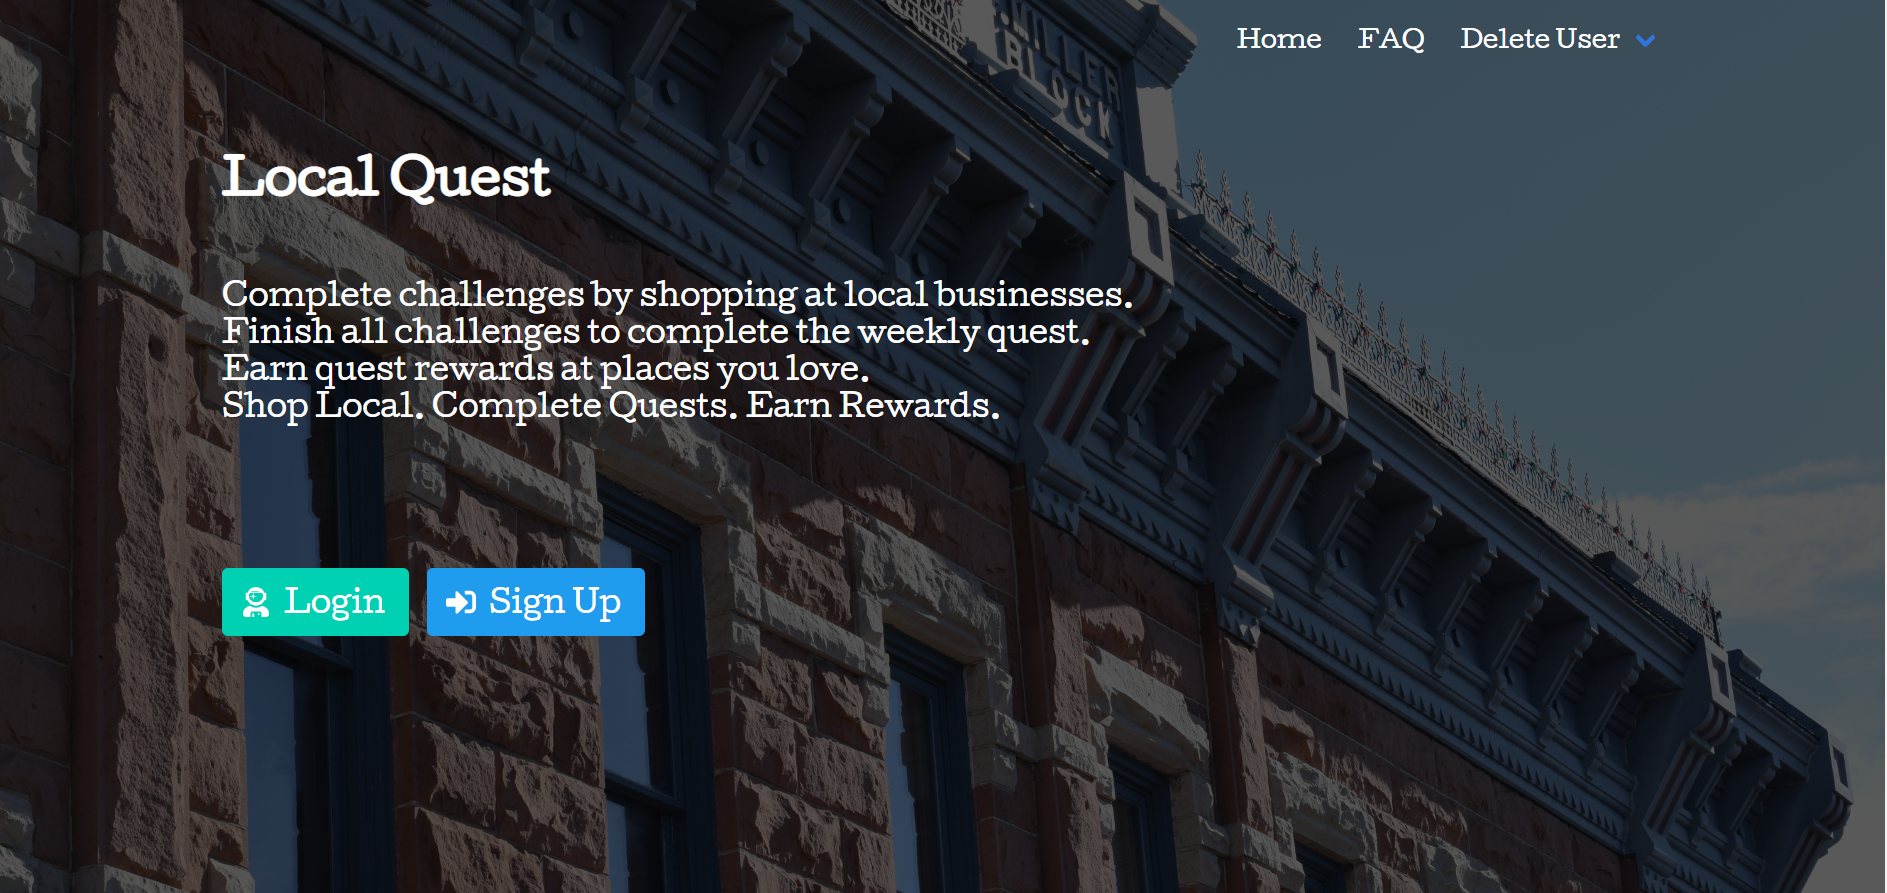 MILLER
BLOCK
Home FAQ Delete User
Local Quest
Complete challenges by shopping at local businesses.
Finish all challenges to complete the weekly quest.
Earn quest rewards at places you love.
Shop Local. Complete Quests. Earn Rewards.
Login Sign Up